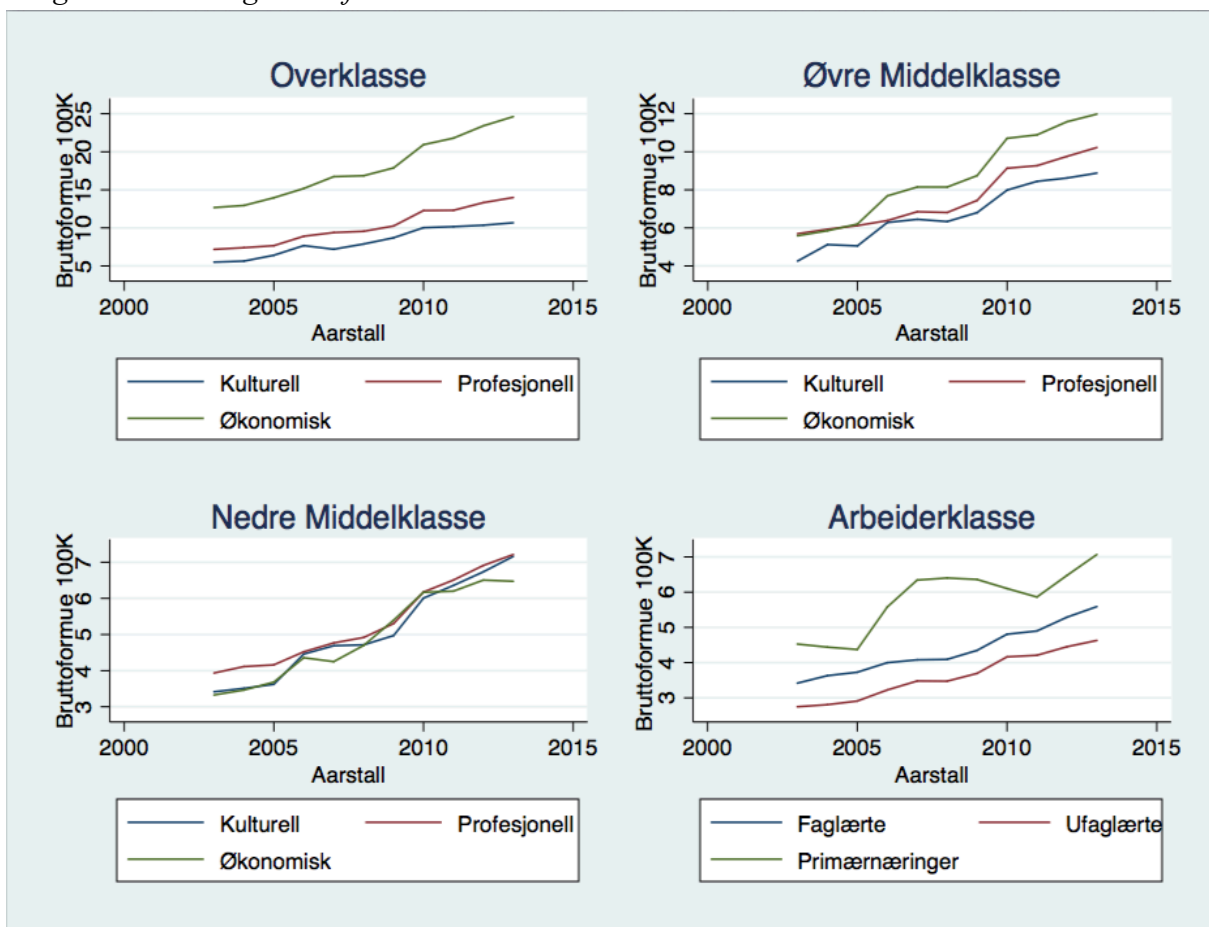 Overklasse
Bruttoformue 100K
25
20
15
10
5
2000 2005 2010 2015
Aarstall
Kulturell Profesjonell
Økonomisk
Øvre Middelklasse
Bruttoformue 100K
12
10
8
6
4
2000 2005 2010 2015
Aarstall
Kulturell Profesjonell
Økonomisk
Nedre Middelklasse
Bruttoformue 100K
7
6
5
4
3
2000 2005 2010 2015
Aarstall
Kulturell Profesjonell
Økonomisk
Arbeiderklasse
Bruttoformue 100K
7
6
5
4
3
2000 2005 2010 2015
Aarstall
Faglærte Ufaglærte
Primærnæringer